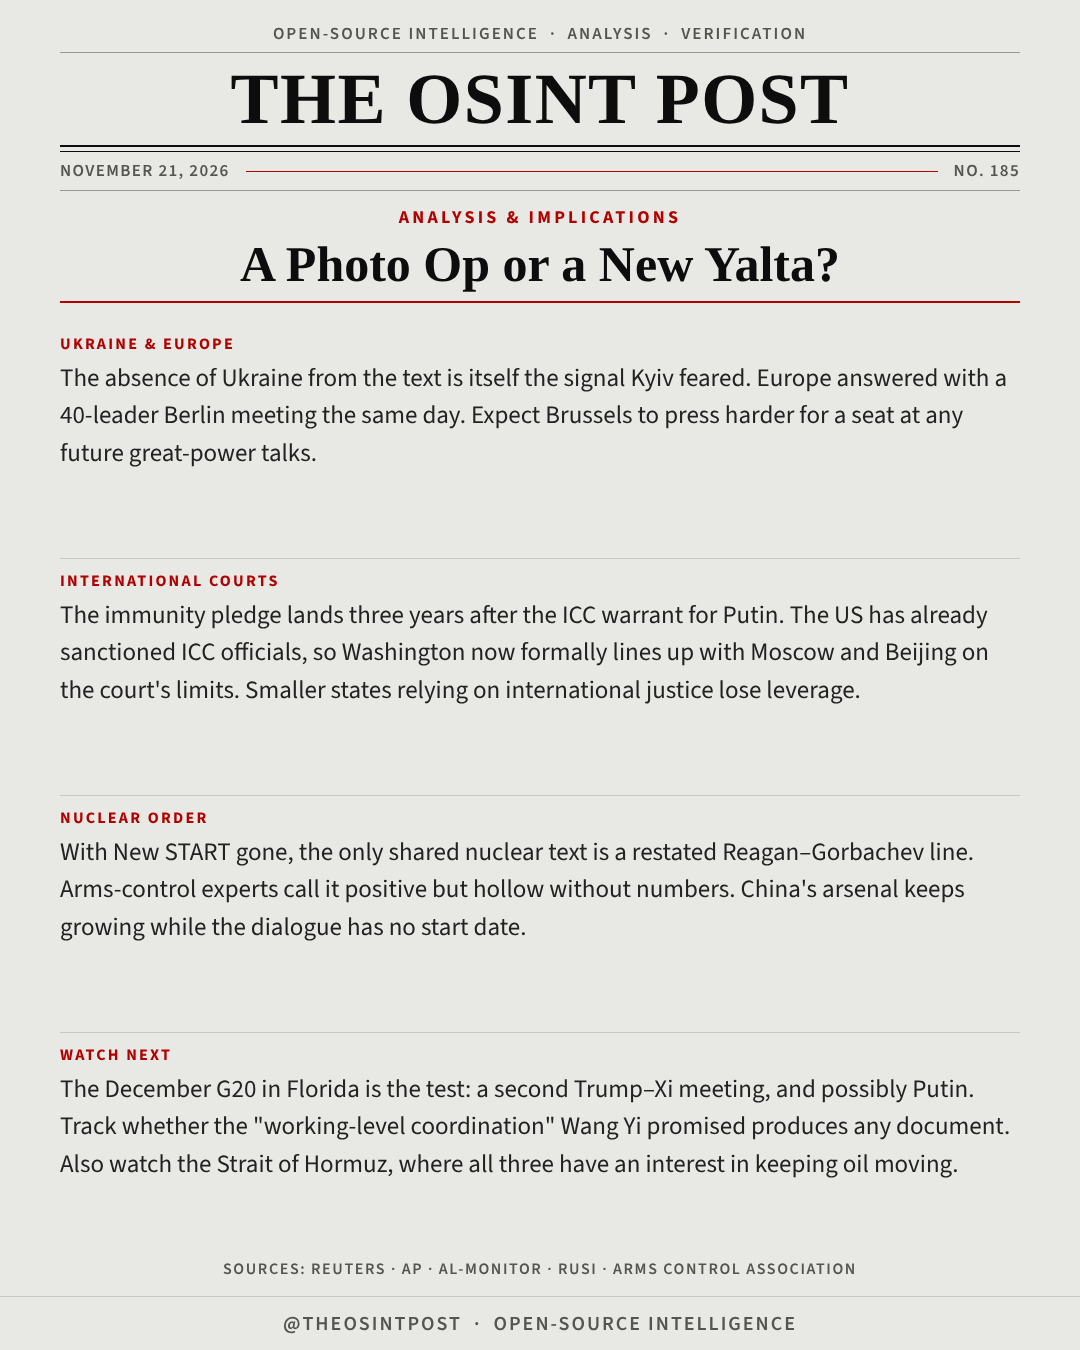 OPEN-SOURCE INTELLIGENCE · ANALYSIS · VERIFICATION
THE OSINT POST
NOVEMBER 21, 2026
NO. 185
ANALYSIS & IMPLICATIONS
A Photo Op or a New Yalta?
UKRAINE & EUROPE
The absence of Ukraine from the text is itself the signal Kyiv feared. Europe answered with a
40-leader Berlin meeting the same day. Expect Brussels to press harder for a seat at any
future great-power talks.
INTERNATIONAL COURTS
The immunity pledge lands three years after the ICC warrant for Putin. The US has already
sanctioned ICC officials, so Washington now formally lines up with Moscow and Beijing on
the court's limits. Smaller states relying on international justice lose leverage.
NUCLEAR ORDER
With New START gone, the only shared nuclear text is a restated Reagan–Gorbachev line.
Arms-control experts call it positive but hollow without numbers. China's arsenal keeps
growing while the dialogue has no start date.
WATCH NEXT
The December G20 in Florida is the test: a second Trump–Xi meeting, and possibly Putin.
Track whether the "working-level coordination" Wang Yi promised produces any document.
Also watch the Strait of Hormuz, where all three have an interest in keeping oil moving.
SOURCES: REUTERS · AP · AL-MONITOR · RUSI · ARMS CONTROL ASSOCIATION
@THEOSINTPOST · OPEN-SOURCE INTELLIGENCE